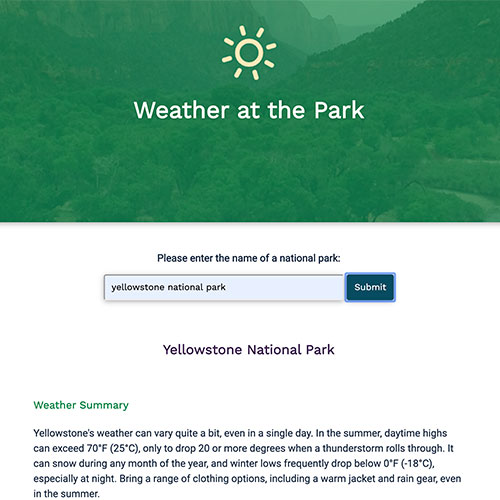 Weather at the Park
Please enter the name of a national park:
yellowstone national park
Submit
Yellowstone National Park
Weather Summary
Yellowstone's weather can vary quite a bit, even in a single day. In the summer, daytime highs
can exceed 70°F (25°C), only to drop 20 or more degrees when a thunderstorm rolls through. It
can snow during any month of the year, and winter lows frequently drop below 0°F (-18°C),
especially at night. Bring a range of clothing options, including a warm jacket and rain gear, even
in the summer.